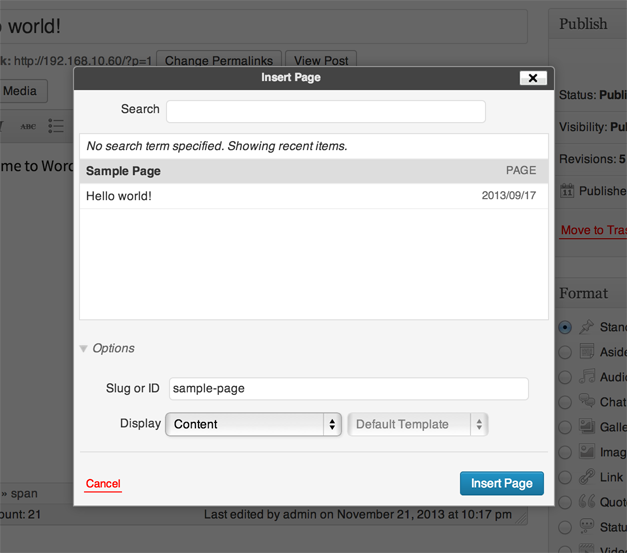 o world!
Publish
k: http://192.168.10.60/?p=1 Change Permalinks View Post
Insert Page
Media
Search
Status: Publi
ABC
Visibility: Pu
No search term specified. Showing recent items.
me to Word
Revisions: 5
Sample Page PAGE
Hello world! 2013/09/17
Publishe
Move to Tras
Format
Stand
Options
Aside
Audio
Slug or ID sample-page
Chat
Display Content Default Template
Galle
Imag
Link
Cancel Insert Page
» span
Quot
ount: 21 Last edited by admin on November 21, 2013 at 10:17 pm
Statu
Video